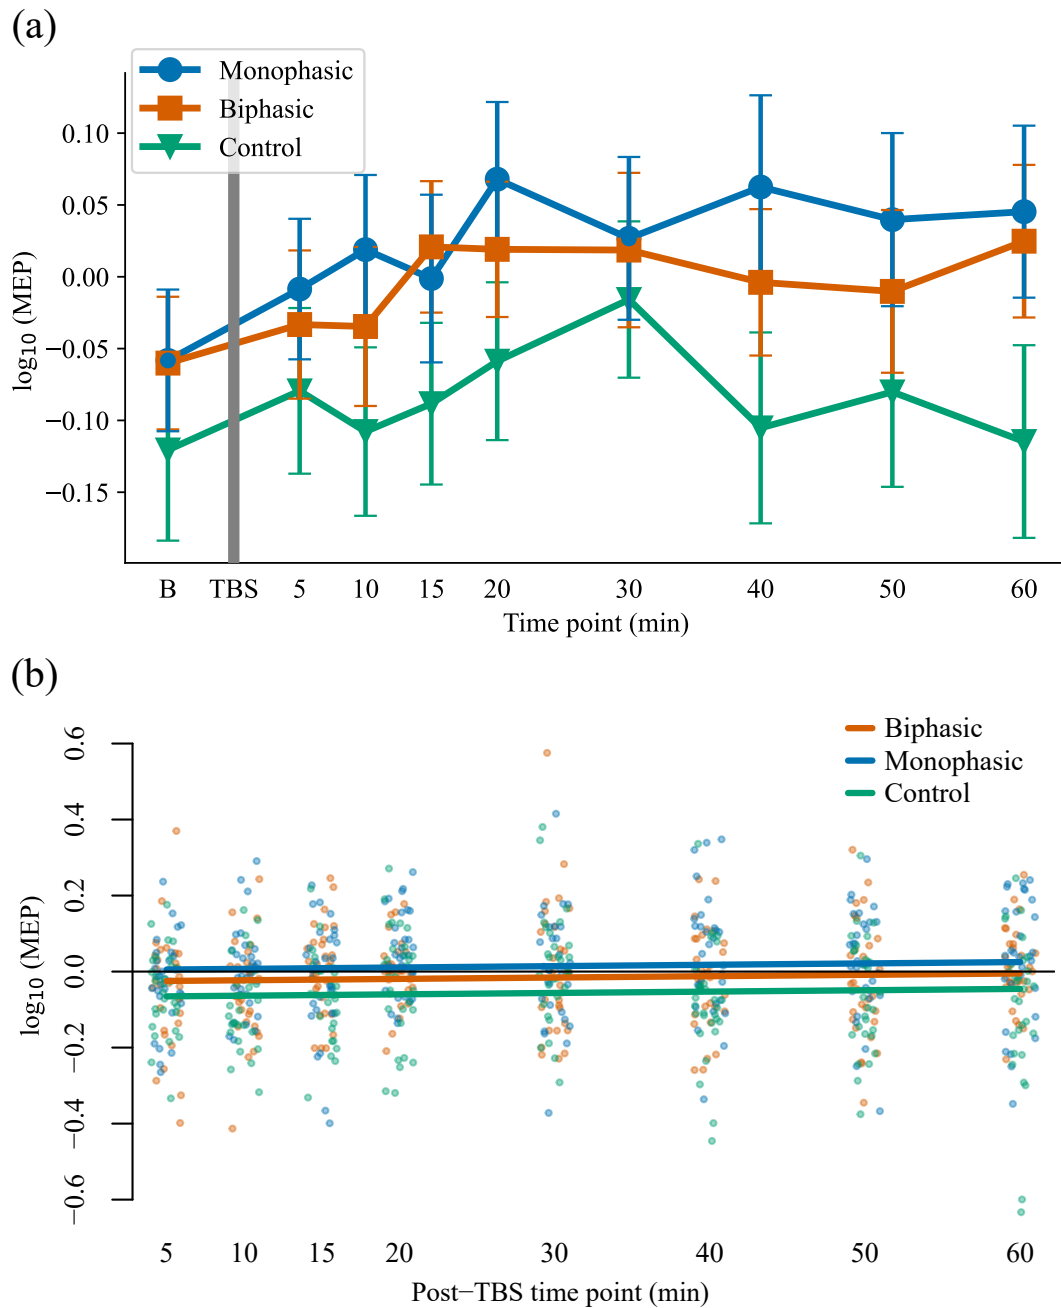 (a)
Monophasic
Biphasic
Control
0.10
0.05
0.00
−0.05
−0.10
−0.15
log10 (MEP)
B TBS 5 10 15 20 30 40 50 60
Time point (min)
(b)
Biphasic
Monophasic
Control
0.6
0.4
0.2
0.0
−0.2
−0.4
−0.6
log10 (MEP)
5 10 15 20 30 40 50 60
Post−TBS time point (min)